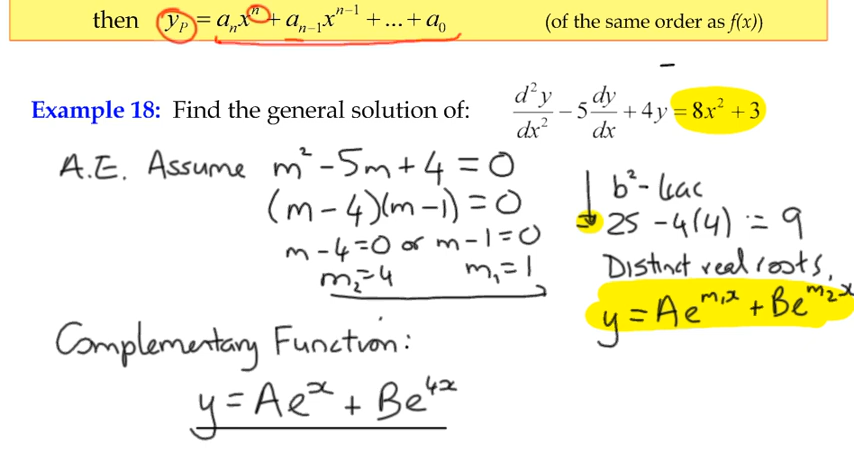 then y_P = a_n x^n + a_{n-1} x^{n-1} + ... + a_0 (of the same order as f(x))
Example 18: Find the general solution of: d²y/dx² − 5 dy/dx + 4y = 8x² + 3
A.E. Assume m² − 5m + 4 = 0
(m − 4)(m − 1) = 0
m − 4 = 0 or m − 1 = 0
m₂ = 4 m₁ = 1
b² − 4ac
25 − 4(4) = 9
Distinct real roots.
y = Ae^{m₁x} + Be^{m₂x}
Complementary Function:
y = Ae^x + Be^{4x}